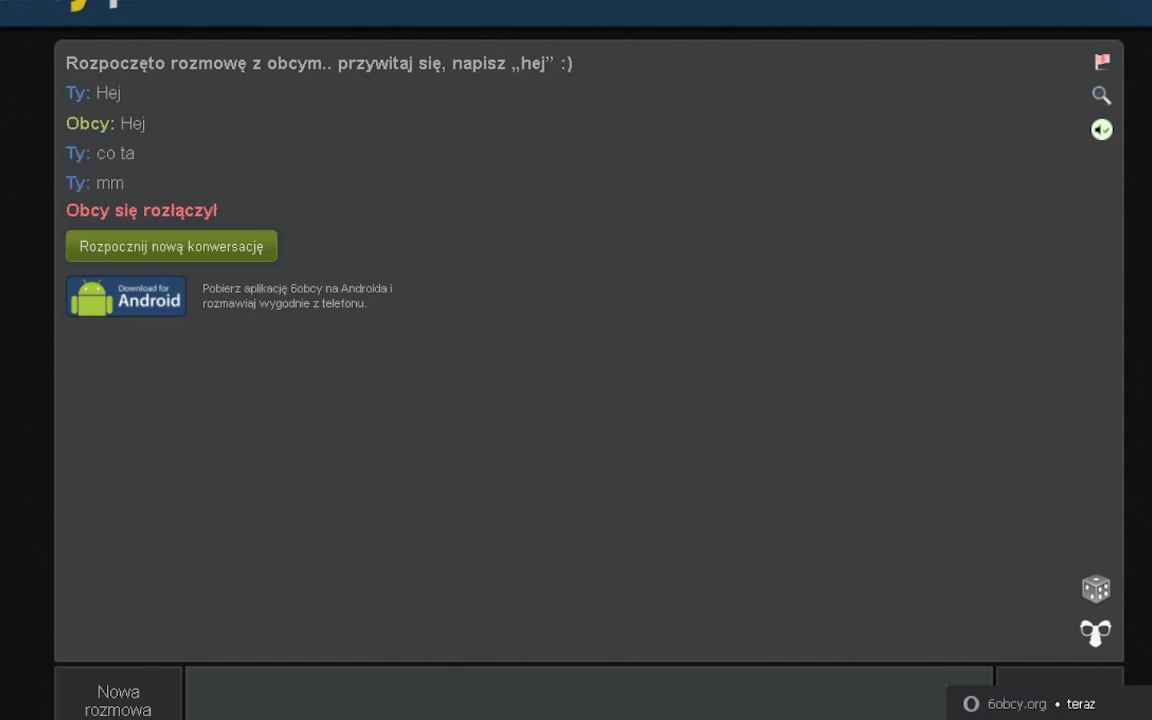 Rozpoczęto rozmowę z obcym.. przywitaj się, napisz „hej” :)
Ty: Hej
Obcy: Hej
Ty: co ta
Ty: mm
Obcy się rozłączył
Rozpocznij nową konwersację
Download for
Android
Pobierz aplikację 6obcy na Androida i
rozmawiaj wygodnie z telefonu.
Nowa
rozmowa
6obcy.org • teraz